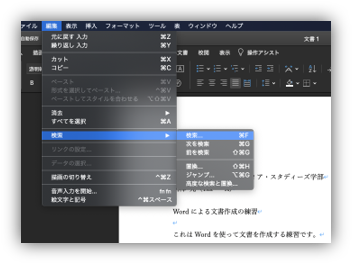 ァイル 編集 表示 挿入 フォーマット ツール 表 ウィンドウ ヘルプ
自動保存 文書 1
文書 校閲 表示 操作アシスト
元に戻す 入力 ⌘Z
繰り返し 入力 ⌘Y
カット ⌘X
コピー ⌘C
ペースト ⌘V
形式を選択してペースト... ^⌘V
ペーストしてスタイルを合わせる ⌥⇧⌘V
消去
すべてを選択 ⌘A
検索
検索... ⌘F
次を検索 ⌘G
前を検索 ⇧⌘G
置換... ⇧⌘H
ジャンプ... ⌥⌘G
高度な検索と置換...
リンクの設定...
データの選択...
描画の切り替え ^⌘Z
音声入力を開始... fn fn
絵文字と記号 ^⌘スペース
ィア・スタディーズ学部
Word による文書作成の練習
これは Word を使って文書を作成する練習です。